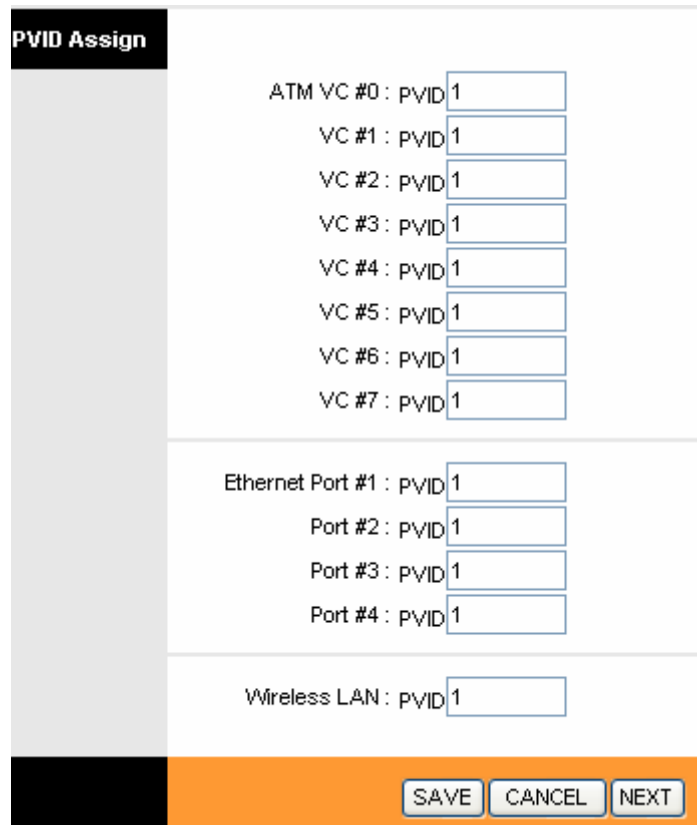 PVID Assign
ATM VC #0 : PVID 1
VC #1 : PVID 1
VC #2 : PVID 1
VC #3 : PVID 1
VC #4 : PVID 1
VC #5 : PVID 1
VC #6 : PVID 1
VC #7 : PVID 1
Ethernet Port #1 : PVID 1
Port #2 : PVID 1
Port #3 : PVID 1
Port #4 : PVID 1
Wireless LAN : PVID 1
SAVE CANCEL NEXT